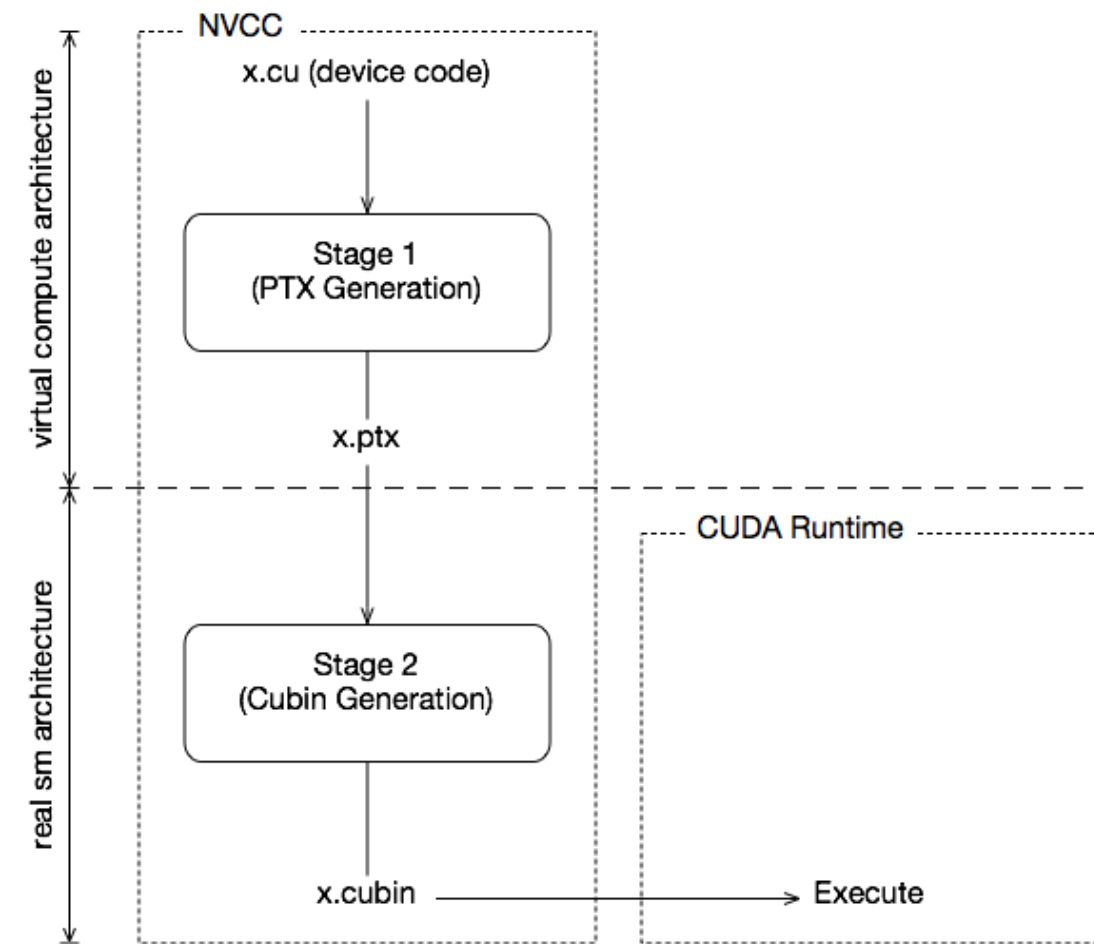 NVCC
x.cu (device code)
virtual compute architecture
Stage 1
(PTX Generation)
x.ptx
CUDA Runtime
real sm architecture
Stage 2
(Cubin Generation)
x.cubin
Execute